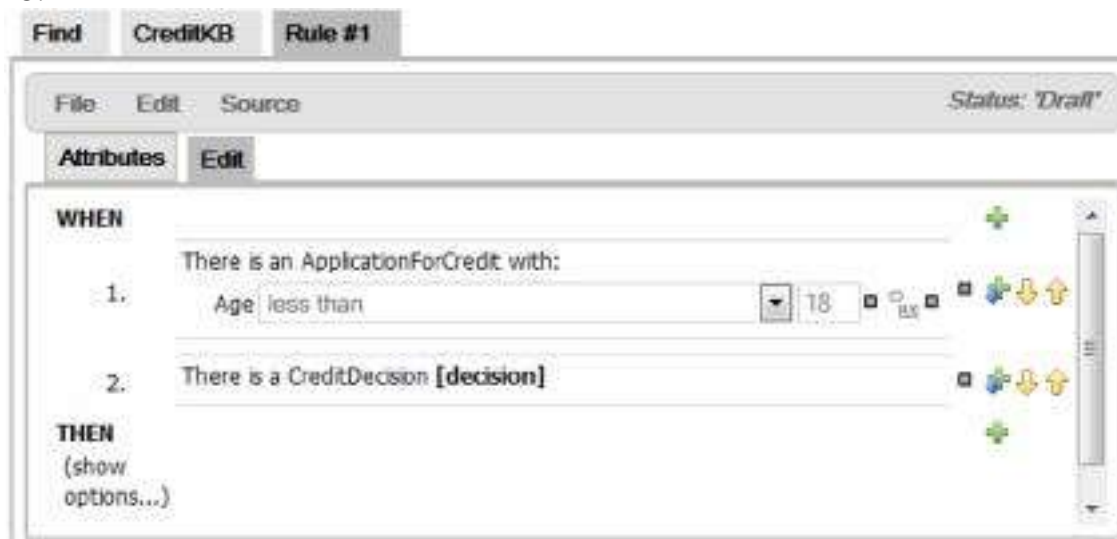 Find CreditKB Rule #1
File Edit Source Status: 'Draft'
Attributes Edit
WHEN
There is an ApplicationForCredit with:
1.
Age less than 18
2. There is a CreditDecision [decision]
THEN
(show
options...)